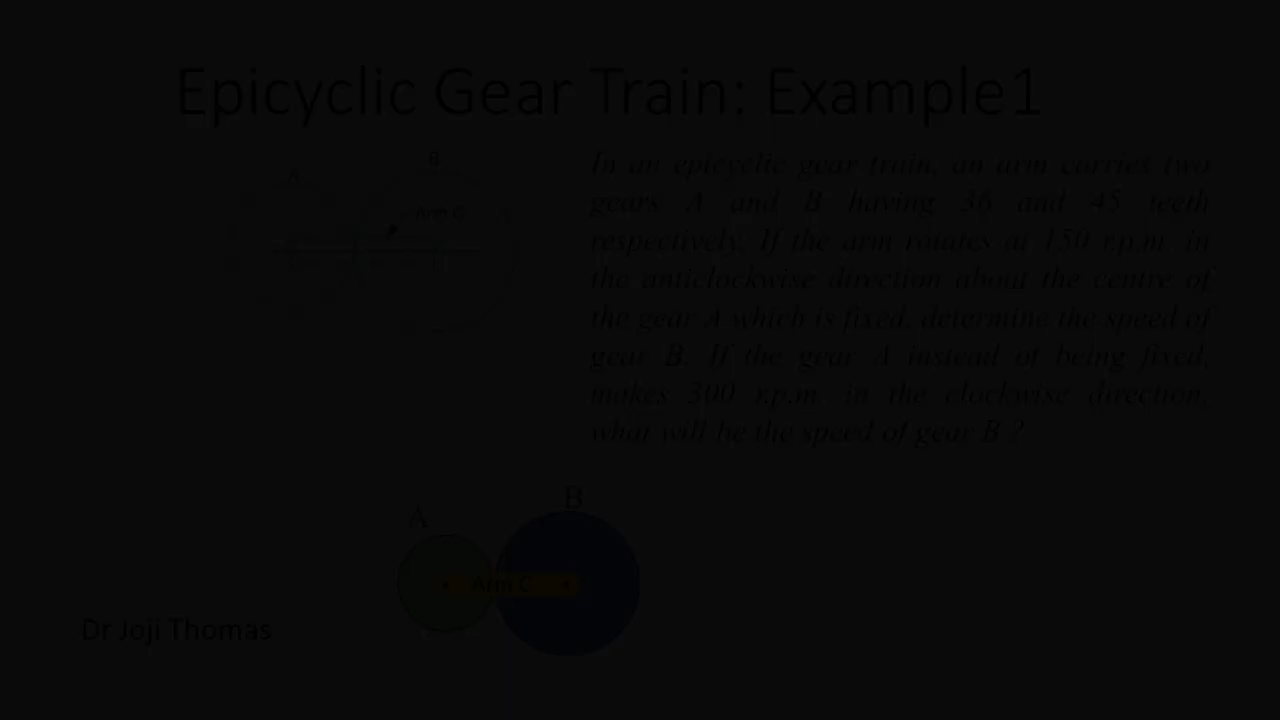 Epicyclic Gear Train: Example1
B
A
Arm C
In an epicyclic gear train, an arm carries two
gears A and B having 36 and 45 teeth
respectively. If the arm rotates at 150 r.p.m. in
the anticlockwise direction about the centre of
the gear A which is fixed, determine the speed of
gear B. If the gear A instead of being fixed,
makes 300 r.p.m. in the clockwise direction,
what will be the speed of gear B ?
B
A
Arm C
Dr Joji Thomas